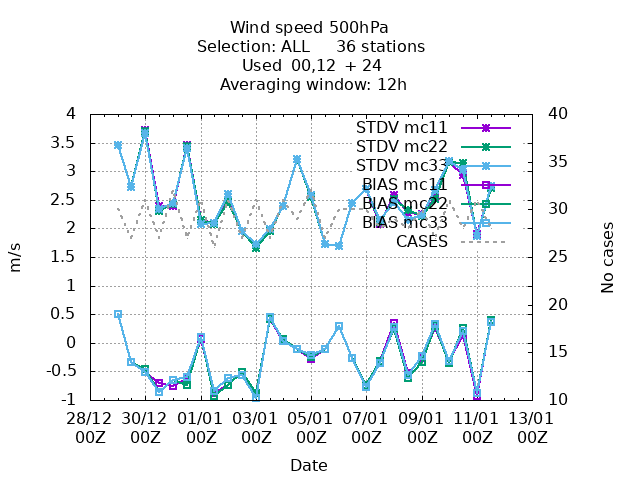 Wind speed 500hPa
Selection: ALL 36 stations
Used 00,12 + 24
Averaging window: 12h
STDV mc11
STDV mc22
STDV mc33
BIAS mc11
BIAS mc22
BIAS mc33
CASES
4
3.5
3
2.5
2
1.5
1
0.5
0
-0.5
-1
m/s
40
35
30
25
20
15
10
No cases
28/12 30/12 01/01 03/01 05/01 07/01 09/01 11/01 13/01
00Z 00Z 00Z 00Z 00Z 00Z 00Z 00Z 00Z
Date